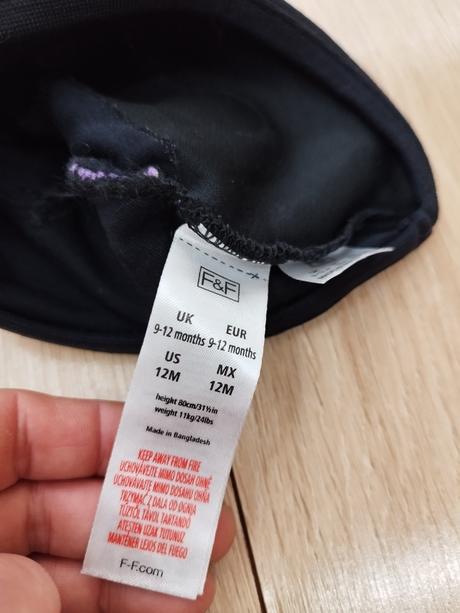 F&F
UK EUR
9-12 months 9-12 months
US MX
12M 12M
height 80cm/31½in
weight 11kg/24lbs
Made in Bangladesh
KEEP AWAY FROM FIRE
UCHOVÁVEJTE MIMO DOSAH OHNĚ
UCHOVÁVAJTE MIMO DOSAHU OHŇA
TRZYMAĆ Z DALA OD OGNIA
TŰZTŐL TÁVOL TARTANDÓ
ATEŞTEN UZAK TUTUNUZ
MANTENER LEJOS DEL FUEGO
F-F.com